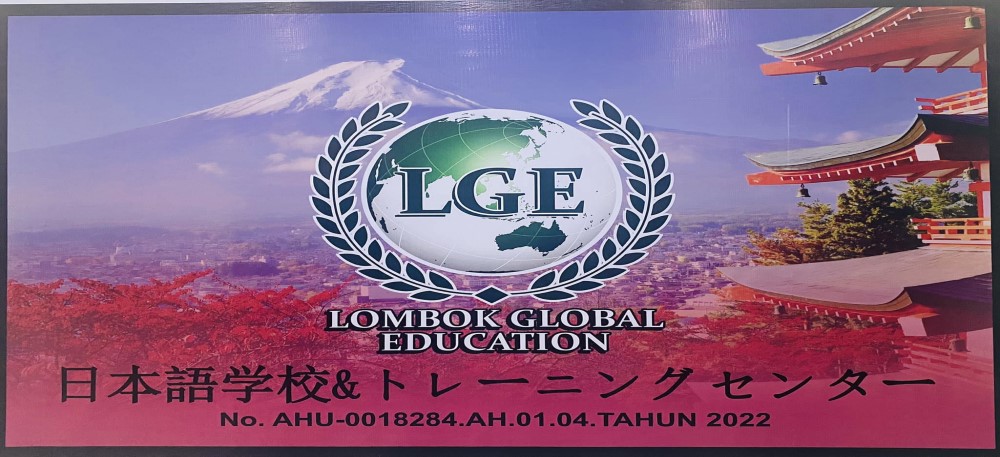 LGE
LOMBOK GLOBAL
EDUCATION
日本語学校&トレーニング センター
No. AHU-0018284.AH.01.04.TAHUN 2022